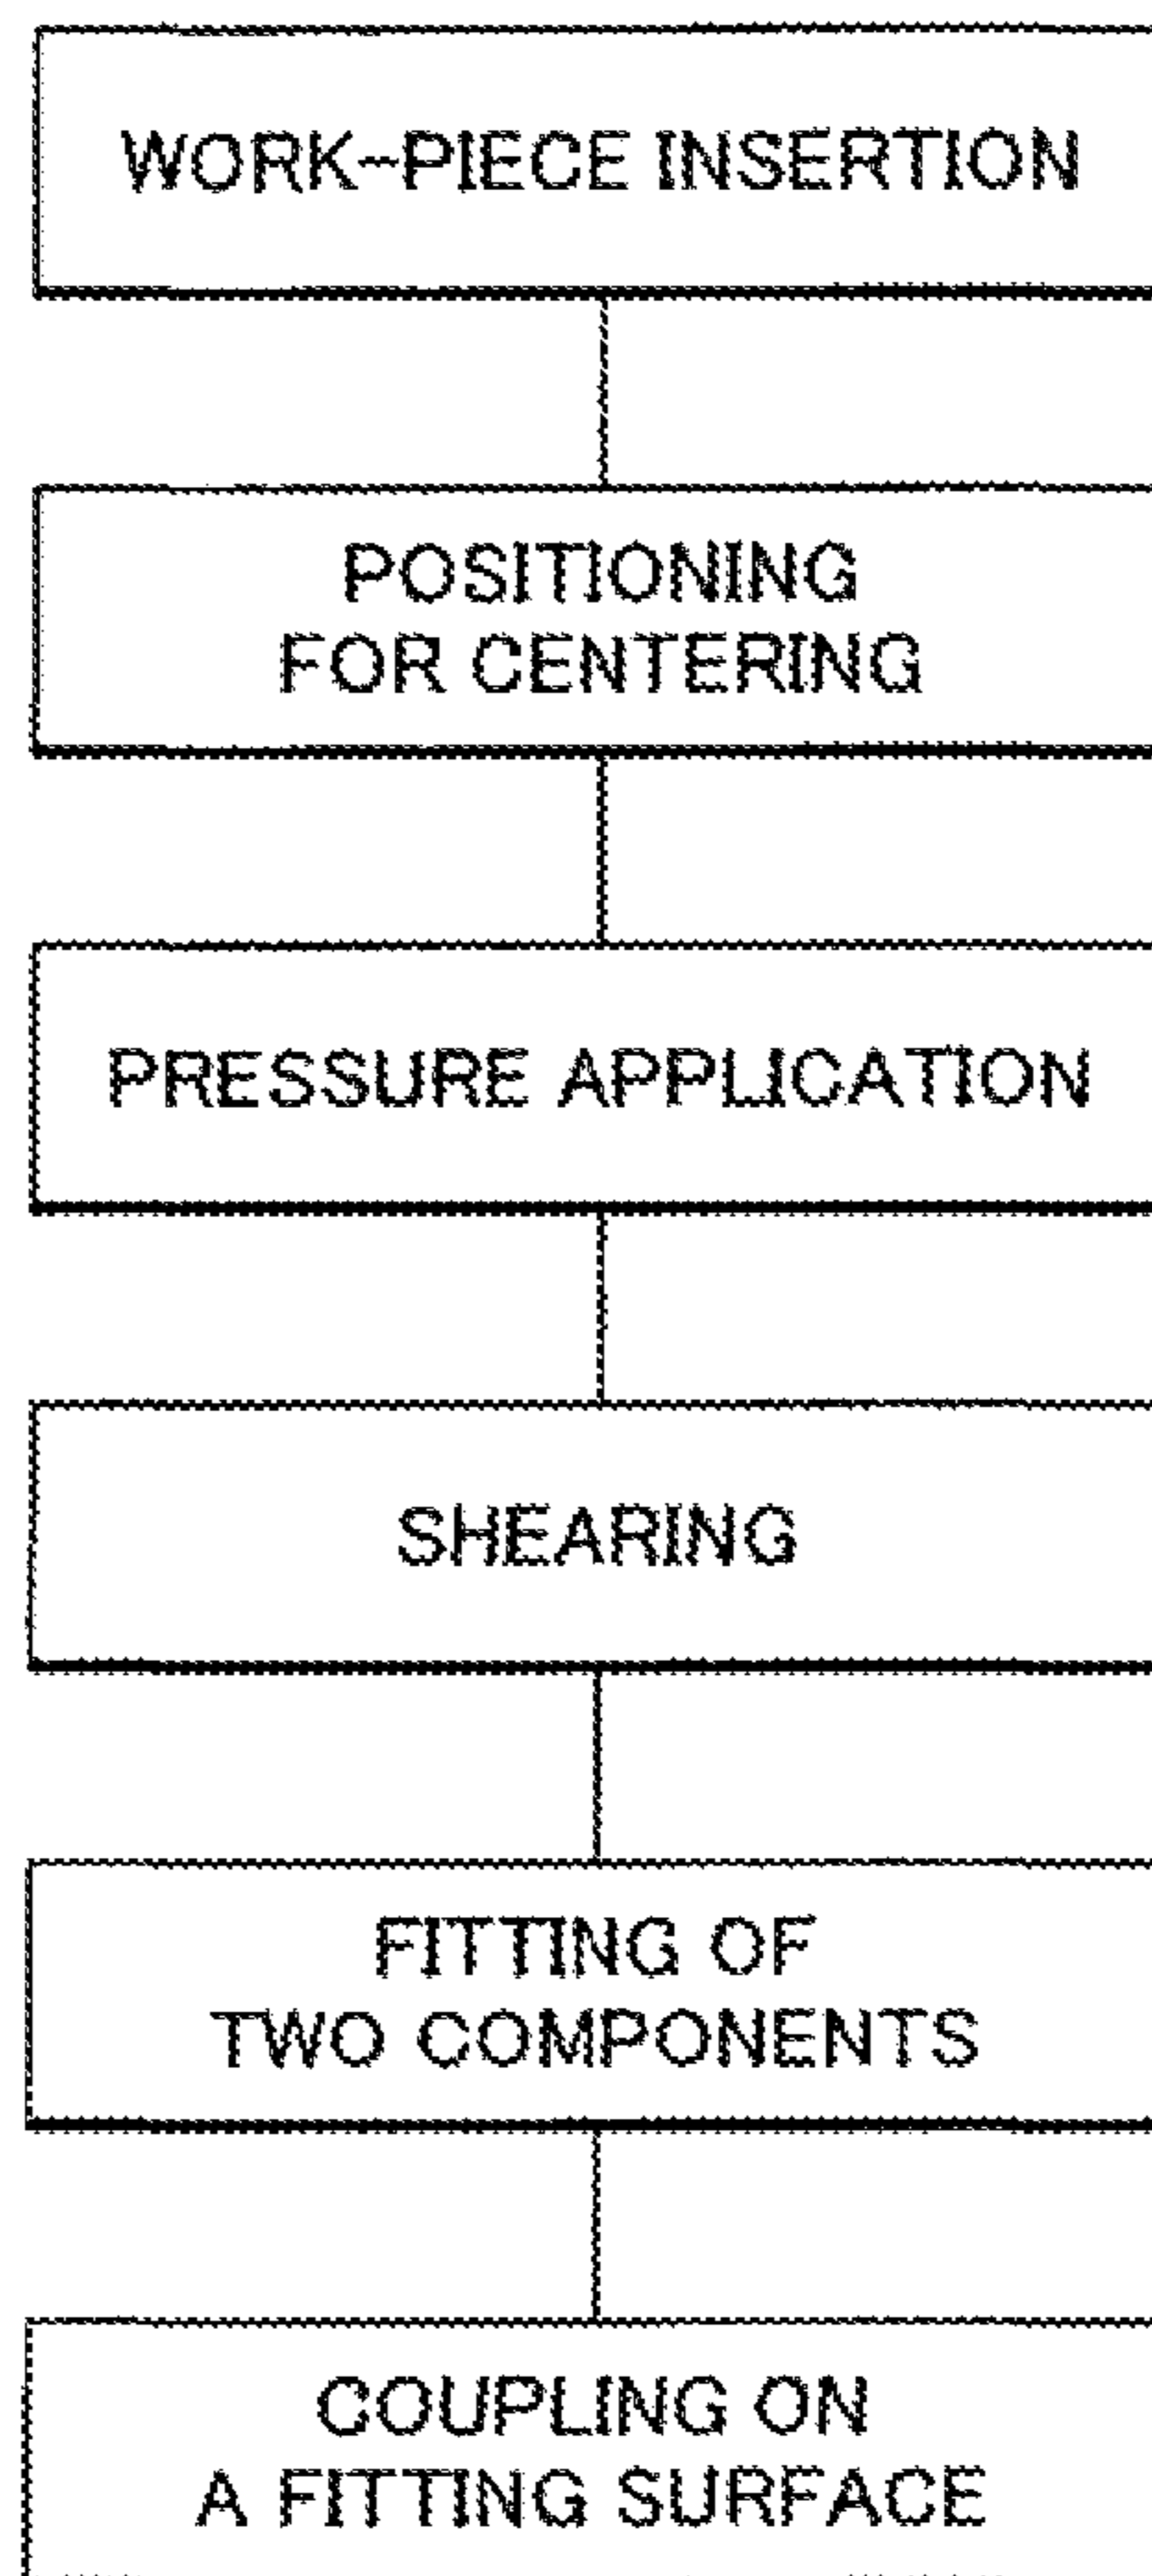 WORK-PIECE INSERTION
POSITIONING
FOR CENTERING
PRESSURE APPLICATION
SHEARING
FITTING OF
TWO COMPONENTS
COUPLING ON
A FITTING SURFACE